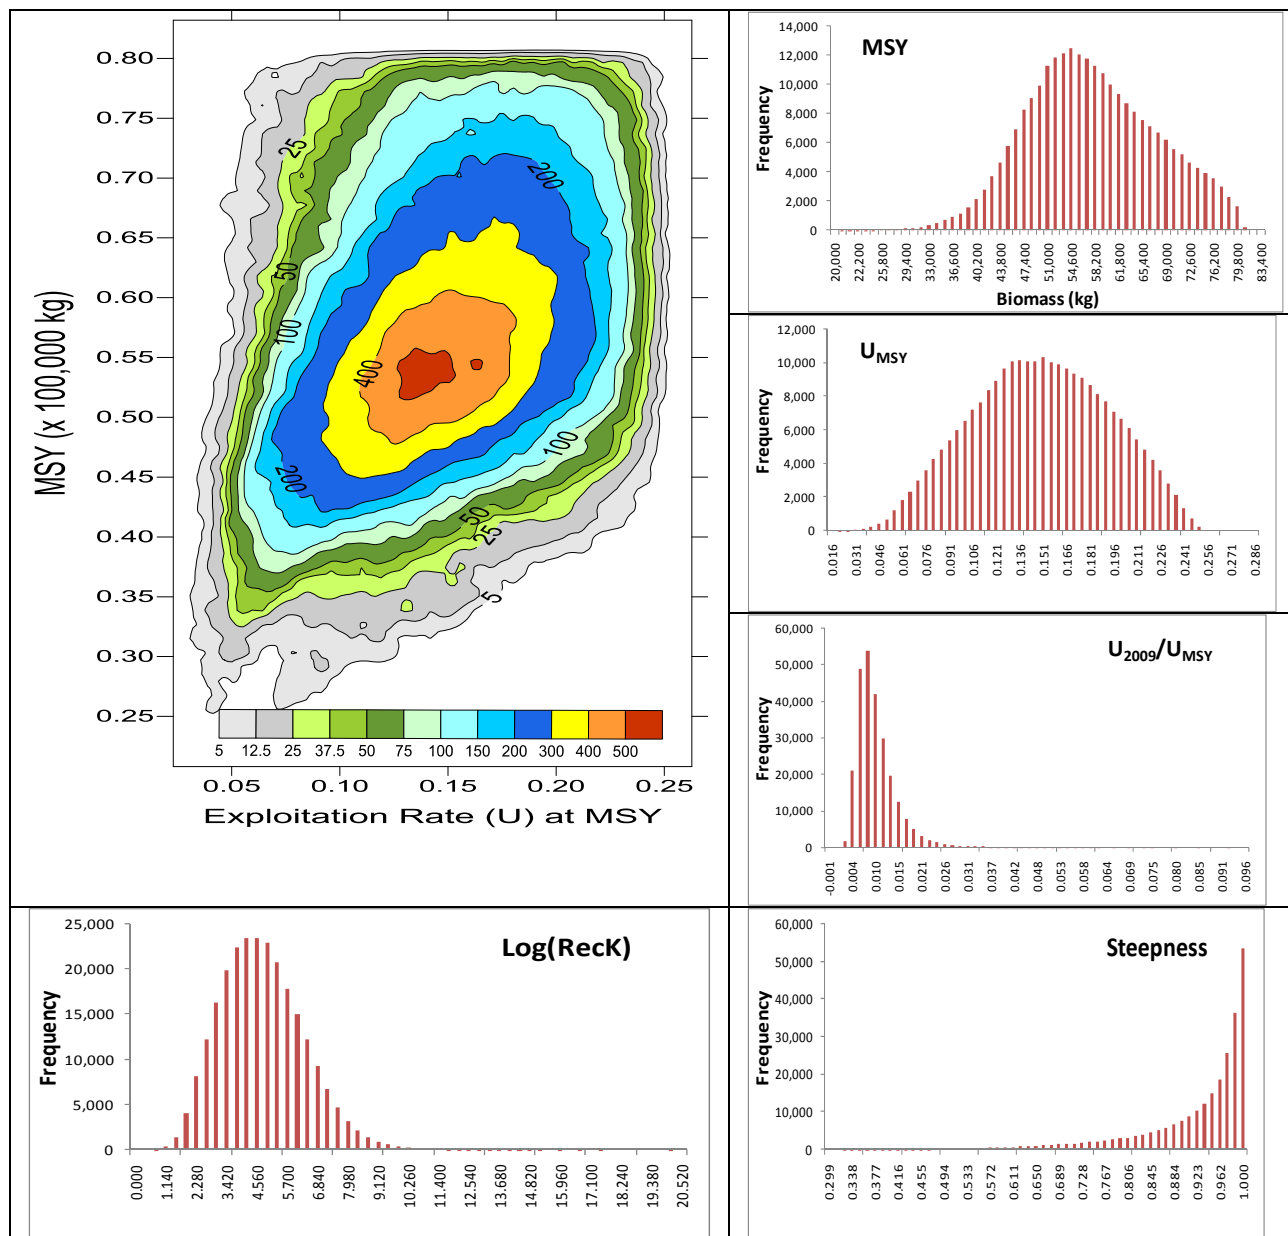 0.80
0.75
0.70
0.65
0.60
0.55
0.50
0.45
0.40
0.35
0.30
0.25
MSY (x 100,000 kg)
25
200
50
100
400
100
200
50
25
5
5 12.5 25 37.5 50 75 100 150 200 300 400 500
0.05 0.10 0.15 0.20 0.25
Exploitation Rate (U) at MSY
MSY
Frequency
14,000
12,000
10,000
8,000
6,000
4,000
2,000
0
20,000 22,200 25,800 29,400 33,000 36,600 40,200 43,800 47,400 51,000 54,600 58,200 61,800 65,400 69,000 72,600 76,200 79,800 83,400
Biomass (kg)
U_MSY
Frequency
12,000
10,000
8,000
6,000
4,000
2,000
0
0.016 0.031 0.046 0.061 0.076 0.091 0.106 0.121 0.136 0.151 0.166 0.181 0.196 0.211 0.226 0.241 0.256 0.271 0.286
U_2009/U_MSY
Frequency
60,000
50,000
40,000
30,000
20,000
10,000
0
-0.001 0.004 0.010 0.015 0.021 0.026 0.031 0.037 0.042 0.048 0.053 0.058 0.064 0.069 0.075 0.080 0.085 0.091 0.096
Log(RecK)
Frequency
25,000
20,000
15,000
10,000
5,000
0
0.000 1.140 2.280 3.420 4.560 5.700 6.840 7.980 9.120 10.260 11.400 12.540 13.680 14.820 15.960 17.100 18.240 19.380 20.520
Steepness
Frequency
60,000
50,000
40,000
30,000
20,000
10,000
0
0.299 0.338 0.377 0.416 0.455 0.494 0.533 0.572 0.611 0.650 0.689 0.728 0.767 0.806 0.845 0.884 0.923 0.962 1.000